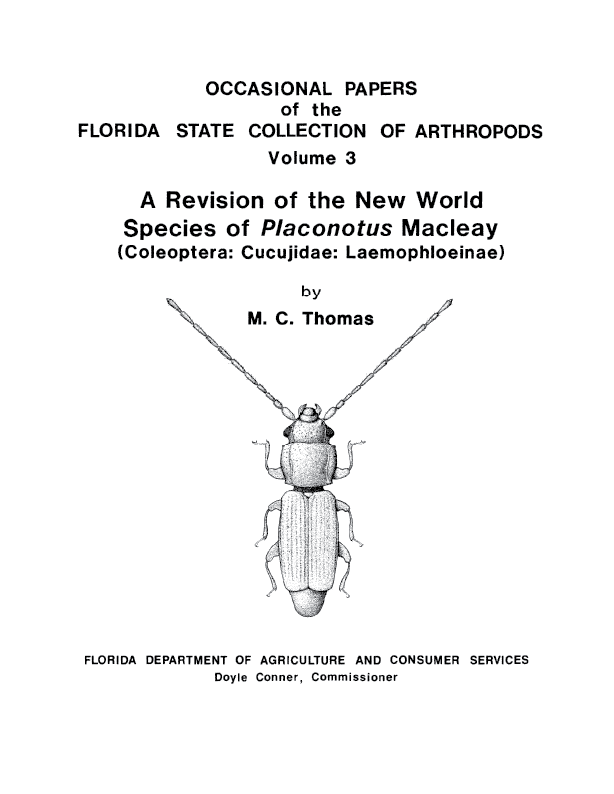 OCCASIONAL PAPERS
of the
FLORIDA STATE COLLECTION OF ARTHROPODS
Volume 3
A Revision of the New World
Species of Placonotus Macleay
(Coleoptera: Cucujidae: Laemophloeinae)
by
M. C. Thomas
FLORIDA DEPARTMENT OF AGRICULTURE AND CONSUMER SERVICES
Doyle Conner, Commissioner